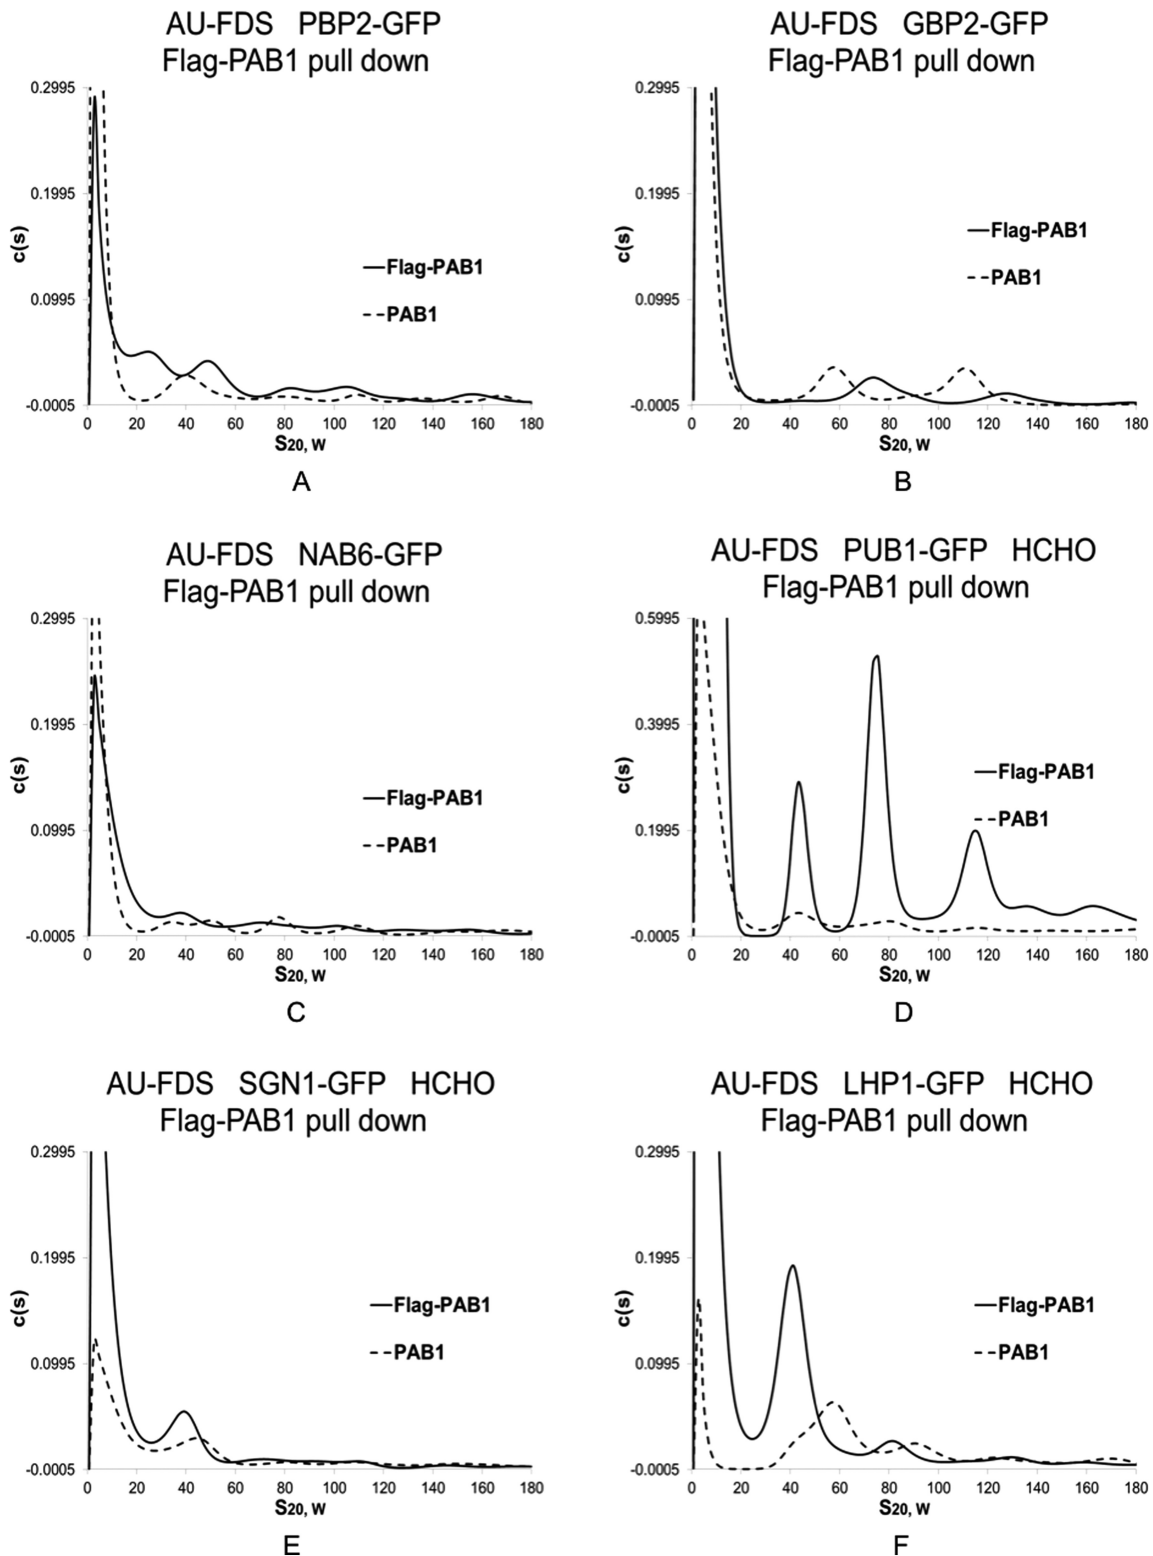 AU-FDS PBP2-GFP
Flag-PAB1 pull down
0.2995
0.1995
0.0995
-0.0005
c(s)
Flag-PAB1
PAB1
0 20 40 60 80 100 120 140 160 180
S20, W
A
AU-FDS GBP2-GFP
Flag-PAB1 pull down
0.2995
0.1995
0.0995
-0.0005
c(s)
Flag-PAB1
PAB1
0 20 40 60 80 100 120 140 160 180
S20, W
B
AU-FDS NAB6-GFP
Flag-PAB1 pull down
0.2995
0.1995
0.0995
-0.0005
c(s)
Flag-PAB1
PAB1
0 20 40 60 80 100 120 140 160 180
S20, W
C
AU-FDS PUB1-GFP HCHO
Flag-PAB1 pull down
0.5995
0.3995
0.1995
-0.0005
c(s)
Flag-PAB1
PAB1
0 20 40 60 80 100 120 140 160 180
S20, W
D
AU-FDS SGN1-GFP HCHO
Flag-PAB1 pull down
0.2995
0.1995
0.0995
-0.0005
c(s)
Flag-PAB1
PAB1
0 20 40 60 80 100 120 140 160 180
S20, W
E
AU-FDS LHP1-GFP HCHO
Flag-PAB1 pull down
0.2995
0.1995
0.0995
-0.0005
c(s)
Flag-PAB1
PAB1
0 20 40 60 80 100 120 140 160 180
S20, W
F